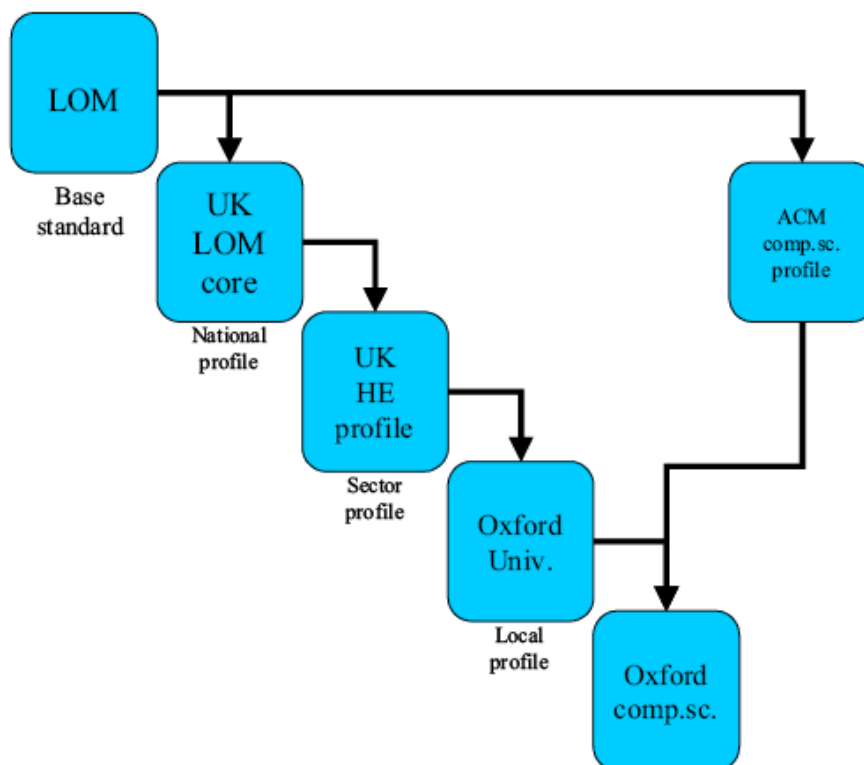 LOM
Base
standard
UK
LOM
core
National
profile
ACM
comp.sc.
profile
UK
HE
profile
Sector
profile
Oxford
Univ.
Local
profile
Oxford
comp.sc.